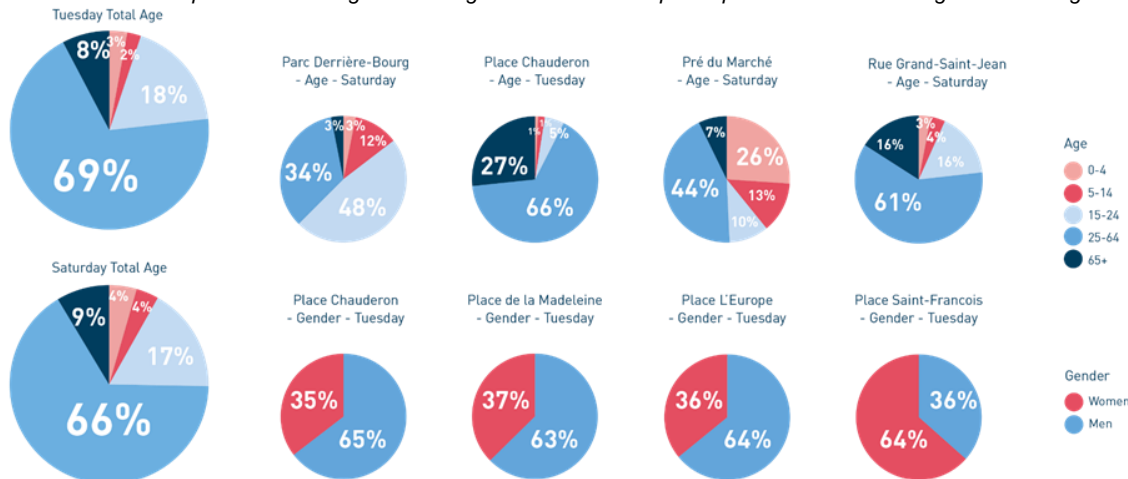 Tuesday Total Age
8%
3%
2%
18%
69%
Parc Derrière-Bourg
- Age - Saturday
3%
3%
12%
34%
48%
Place Chauderon
- Age - Tuesday
1%
1%
5%
27%
66%
Pré du Marché
- Age - Saturday
7%
26%
44%
13%
10%
Rue Grand-Saint-Jean
- Age - Saturday
3%
4%
16%
16%
61%
Age
0-4
5-14
15-24
25-64
65+
Saturday Total Age
4%
4%
9%
17%
66%
Place Chauderon
- Gender - Tuesday
35%
65%
Place de la Madeleine
- Gender - Tuesday
37%
63%
Place L'Europe
- Gender - Tuesday
36%
64%
Place Saint-Francois
- Gender - Tuesday
36%
64%
Gender
Women
Men